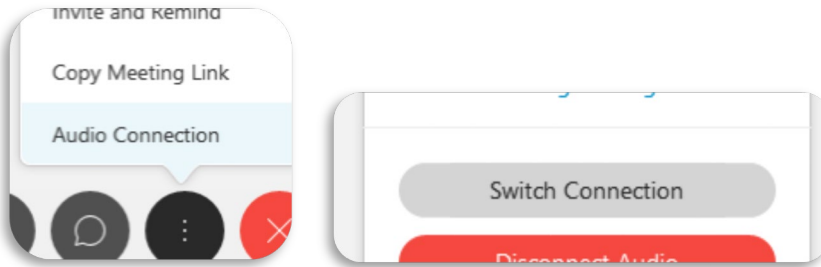 Invite and Remind
Copy Meeting Link
Audio Connection
Switch Connection
Disconnect Audio